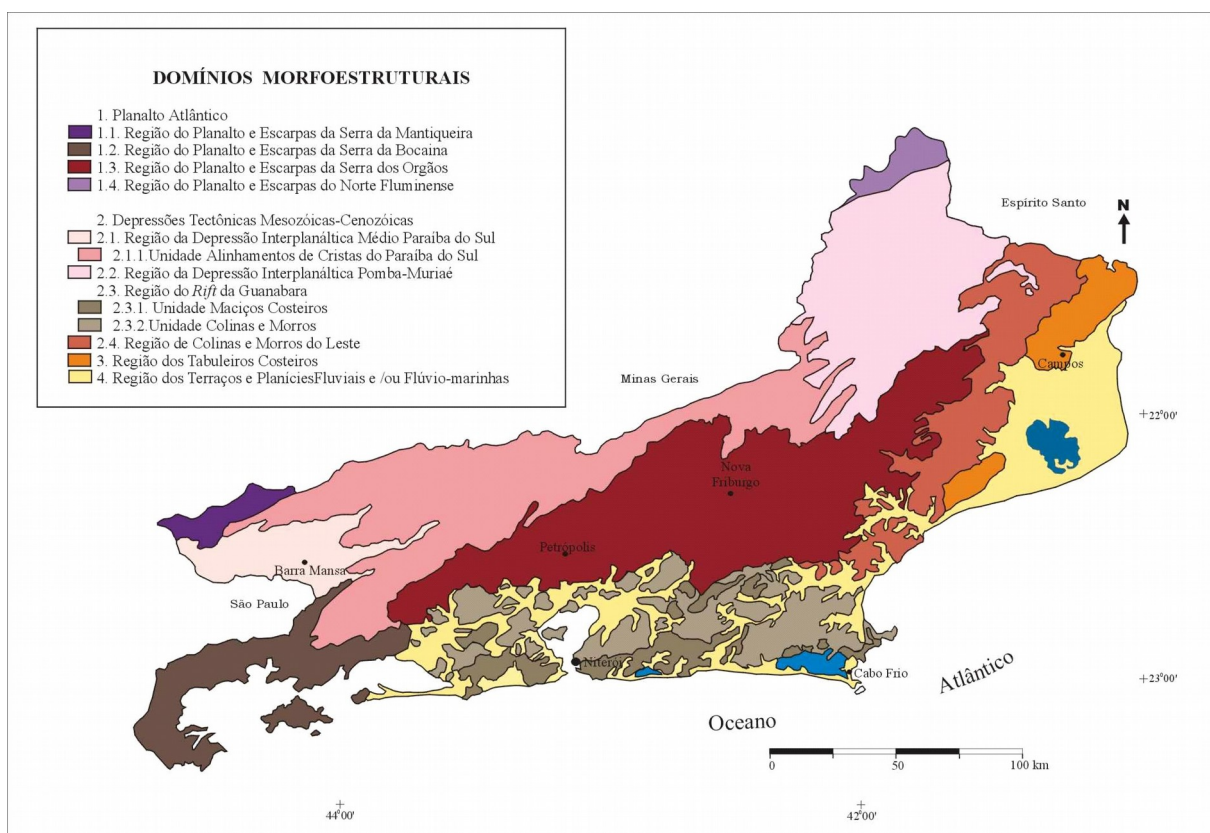 DOMÍNIOS MORFOESTRUTURAIS
1. Planalto Atlântico
1.1. Região do Planalto e Escarpas da Serra da Mantiqueira
1.2. Região do Planalto e Escarpas da Serra da Bocaina
1.3. Região do Planalto e Escarpas da Serra dos Orgãos
1.4. Região do Planalto e Escarpas do Norte Fluminense
2. Depressões Tectônicas Mesozóicas-Cenozóicas
2.1. Região da Depressão Interplanáltica Médio Paraíba do Sul
2.1.1.Unidade Alinhamentos de Cristas do Paraíba do Sul
2.2. Região da Depressão Interplanáltica Pomba-Muriaé
2.3. Região do Rift da Guanabara
2.3.1. Unidade Maciços Costeiros
2.3.2.Unidade Colinas e Morros
2.4. Região de Colinas e Morros do Leste
3. Região dos Tabuleiros Costeiros
4. Região dos Terraços e PlaníciesFluviais e /ou Flúvio-marinhas
Espírito Santo
N
Campos
Minas Gerais
22°00'
Nova
Friburgo
Petrópolis
Barra Mansa
São Paulo
Niterói
Cabo Frio
Atlântico
23°00'
Oceano
0 50 100 km
44°00'
42°00'